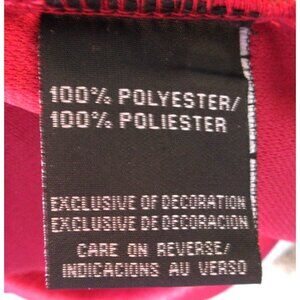 100% POLYESTER/
100% POLIESTER
EXCLUSIVE OF DECORATION
EXCLUSIVE DE DECORACION
CARE ON REVERSE/
INDICACIONS AU VERSO